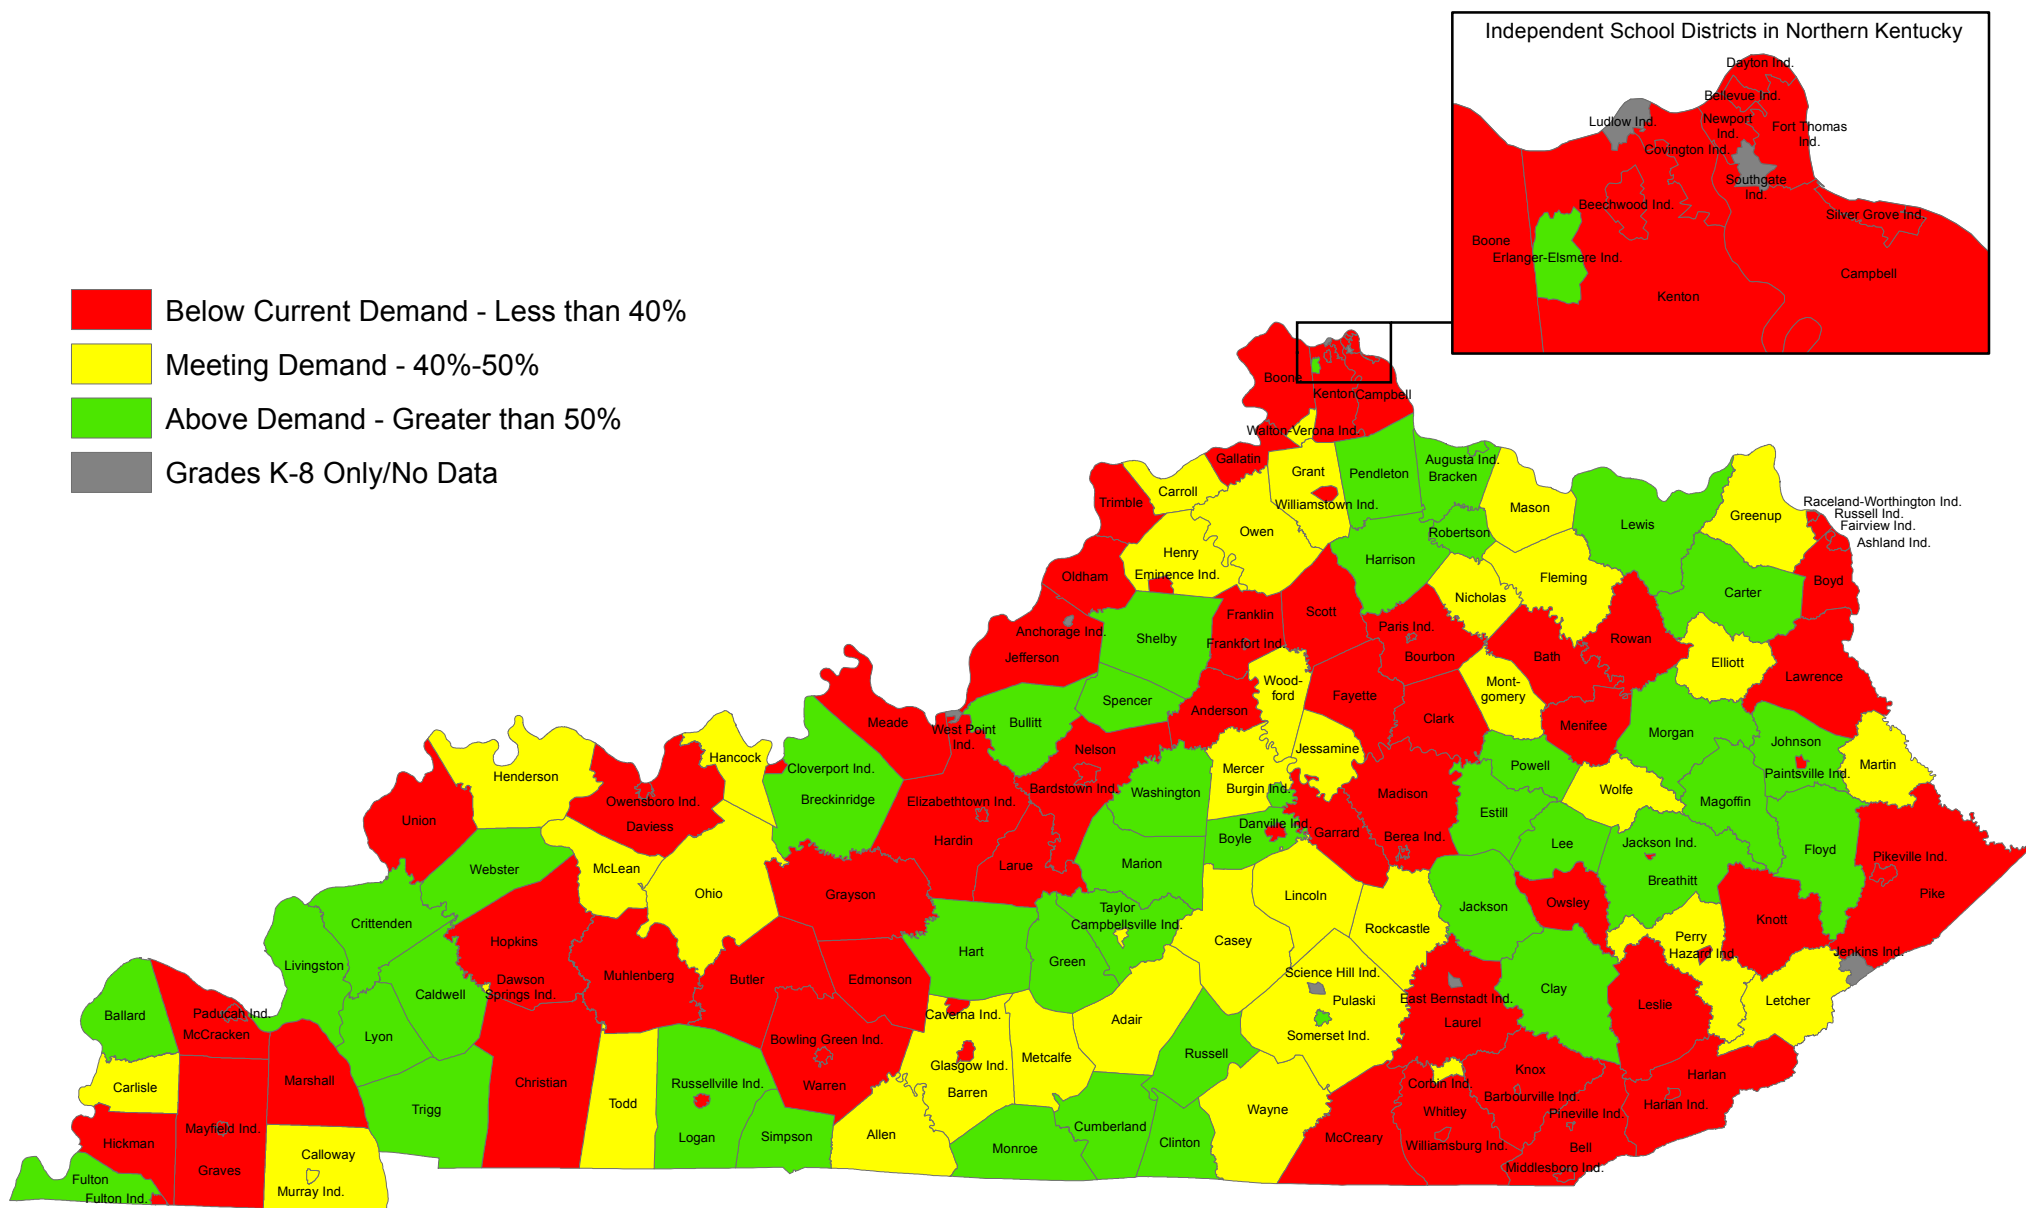 Independent School Districts in Northern Kentucky
Dayton Ind.
Bellevue Ind.
Ludlow Ind.
Newport
Ind.
Fort Thomas
Ind.
Covington Ind.
Southgate
Ind.
Beechwood Ind.
Silver Grove Ind.
Boone
Erlanger-Elsmere Ind.
Campbell
Kenton
Below Current Demand - Less than 40%
Meeting Demand - 40%-50%
Above Demand - Greater than 50%
Grades K-8 Only/No Data
Boone
Kenton
Campbell
Walton-Verona Ind.
Gallatin
Grant
Pendleton
Augusta Ind.
Bracken
Trimble
Carroll
Williamstown Ind.
Mason
Lewis
Greenup
Raceland-Worthington Ind.
Russell Ind.
Fairview Ind.
Ashland Ind.
Owen
Robertson
Henry
Eminence Ind.
Harrison
Oldham
Fleming
Boyd
Nicholas
Carter
Franklin
Scott
Paris Ind.
Anchorage Ind.
Shelby
Frankfort Ind.
Rowan
Jefferson
Bourbon
Bath
Elliott
Lawrence
Wood-
ford
Fayette
Mont-
gomery
Spencer
Anderson
Clark
Menifee
Meade
West Point
Ind.
Bullitt
Morgan
Johnson
Nelson
Jessamine
Hancock
Cloverport Ind.
Mercer
Powell
Martin
Henderson
Paintsville Ind.
Bardstown Ind.
Washington
Burgin Ind.
Madison
Wolfe
Breckinridge
Elizabethtown Ind.
Magoffin
Owensboro Ind.
Union
Daviess
Estill
Danville Ind.
Boyle
Garrard
Berea Ind.
Hardin
Lee
Jackson Ind.
Floyd
Pikeville Ind.
Larue
Marion
Webster
McLean
Ohio
Grayson
Breathitt
Pike
Lincoln
Owsley
Jackson
Taylor
Campbellsville Ind.
Knott
Crittenden
Rockcastle
Hopkins
Casey
Perry
Hazard Ind.
Jenkins Ind.
Hart
Green
Livingston
Muhlenberg
Butler
Edmonson
Science Hill Ind.
Dawson
Springs Ind.
Caldwell
Pulaski
East Bernstadt Ind.
Clay
Leslie
Letcher
Ballard
Paducah Ind.
McCracken
Caverna Ind.
Adair
Laurel
Lyon
Bowling Green Ind.
Somerset Ind.
Metcalfe
Russell
Glasgow Ind.
Knox
Harlan
Carlisle
Marshall
Christian
Russellville Ind.
Warren
Barren
Corbin Ind.
Barbourville Ind.
Harlan Ind.
Todd
Trigg
Wayne
Whitley
Pineville Ind.
Mayfield Ind.
Hickman
Logan
Simpson
Allen
Cumberland
Clinton
McCreary
Williamsburg Ind.
Bell
Monroe
Calloway
Graves
Middlesboro Ind.
Fulton
Murray Ind.
Fulton Ind.